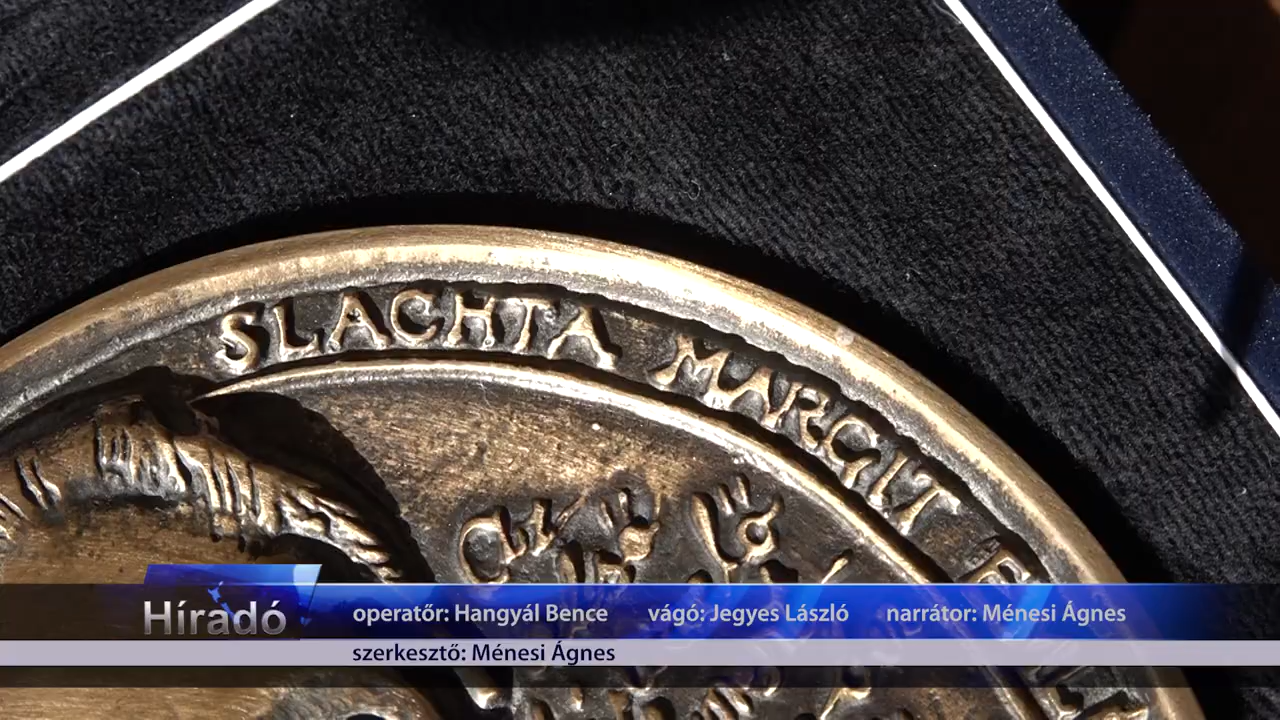 SLACHTA MARGIT
Híradó
operatőr: Hangyál Bence vágó: Jegyes László narrátor: Ménesi Ágnes
szerkesztő: Ménesi Ágnes